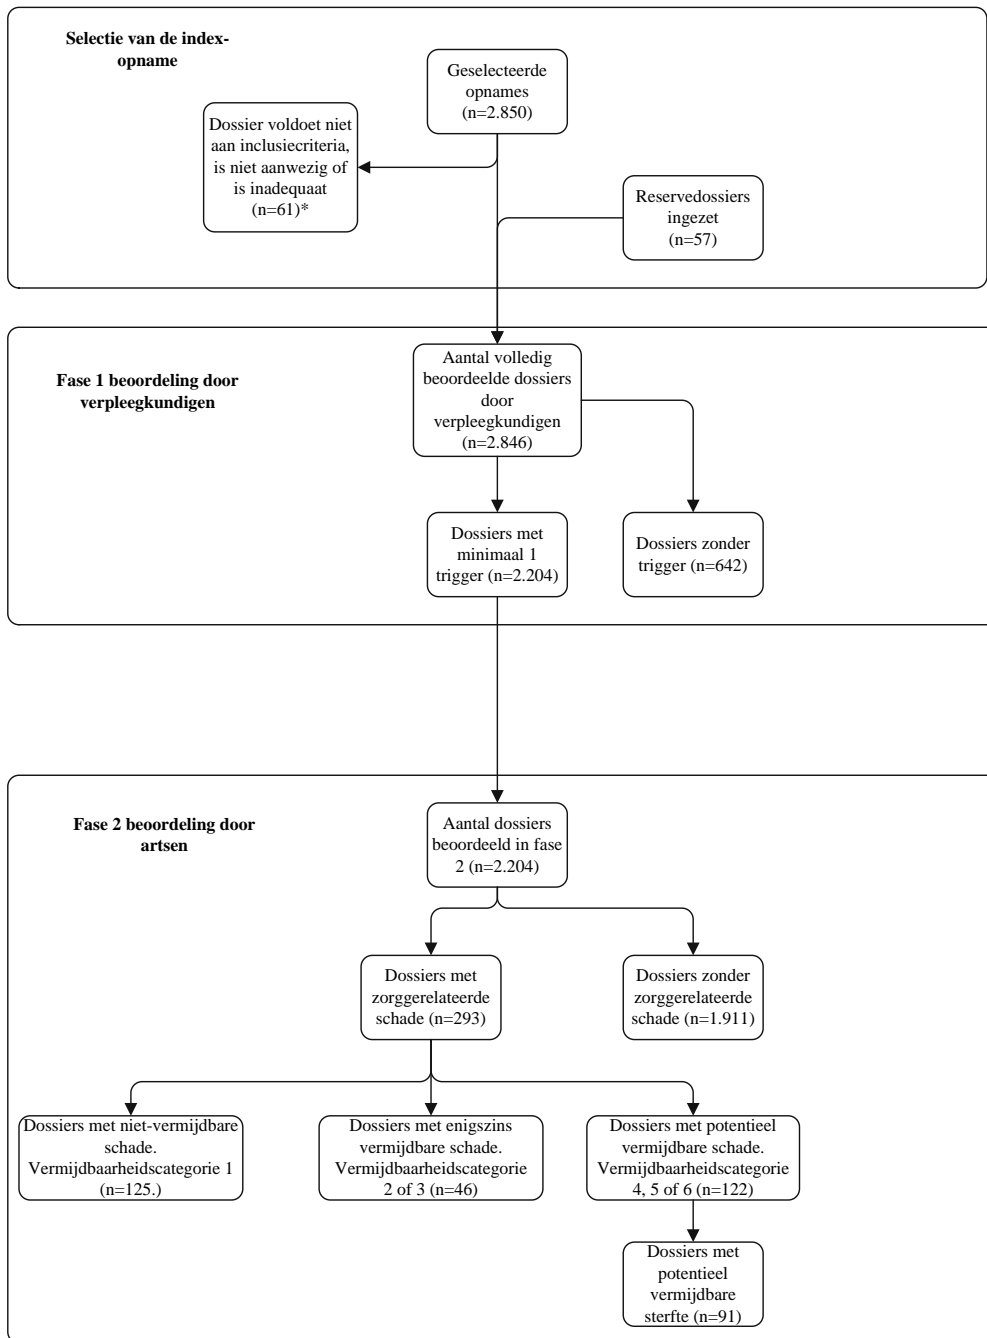 Selectie van de index-
opname
Geselecteerde
opnames
(n=2.850)
Dossier voldoet niet
aan inclusiecriteria,
is niet aanwezig of
is inadequaat
(n=61)*
Reservedossiers
ingezet
(n=57)
Fase 1 beoordeling door
verpleegkundigen
Aantal volledig
beoordeelde dossiers
door
verpleegkundigen
(n=2.846)
Dossiers met
minimaal 1
trigger (n=2.204)
Dossiers zonder
trigger (n=642)
Fase 2 beoordeling door
artsen
Aantal dossiers
beoordeeld in fase
2 (n=2.204)
Dossiers met
zorggerelateerde
schade (n=293)
Dossiers zonder
zorggerelateerde
schade (n=1.911)
Dossiers met niet-vermijdbare
schade.
Vermijdbaarheidscategorie 1
(n=125.)
Dossiers met enigszins
vermijdbare schade.
Vermijdbaarheidscategorie
2 of 3 (n=46)
Dossiers met potentieel
vermijdbare schade.
Vermijdbaarheidscategorie
4, 5 of 6 (n=122)
Dossiers met
potentieel
vermijdbare
sterfte (n=91)